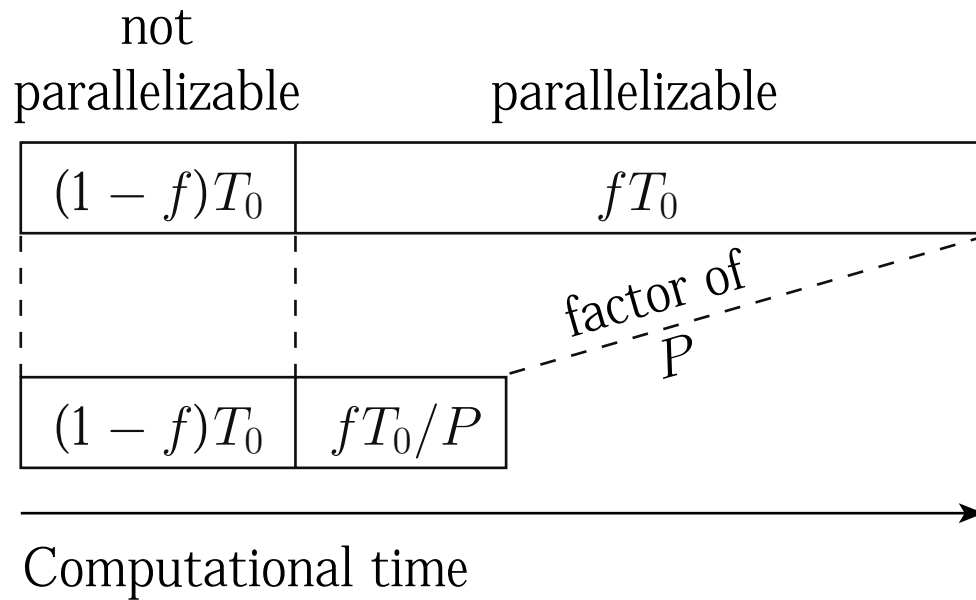 not
parallelizable
parallelizable
(1 − f)T₀
fT₀
factor of
P
(1 − f)T₀
fT₀/P
Computational time